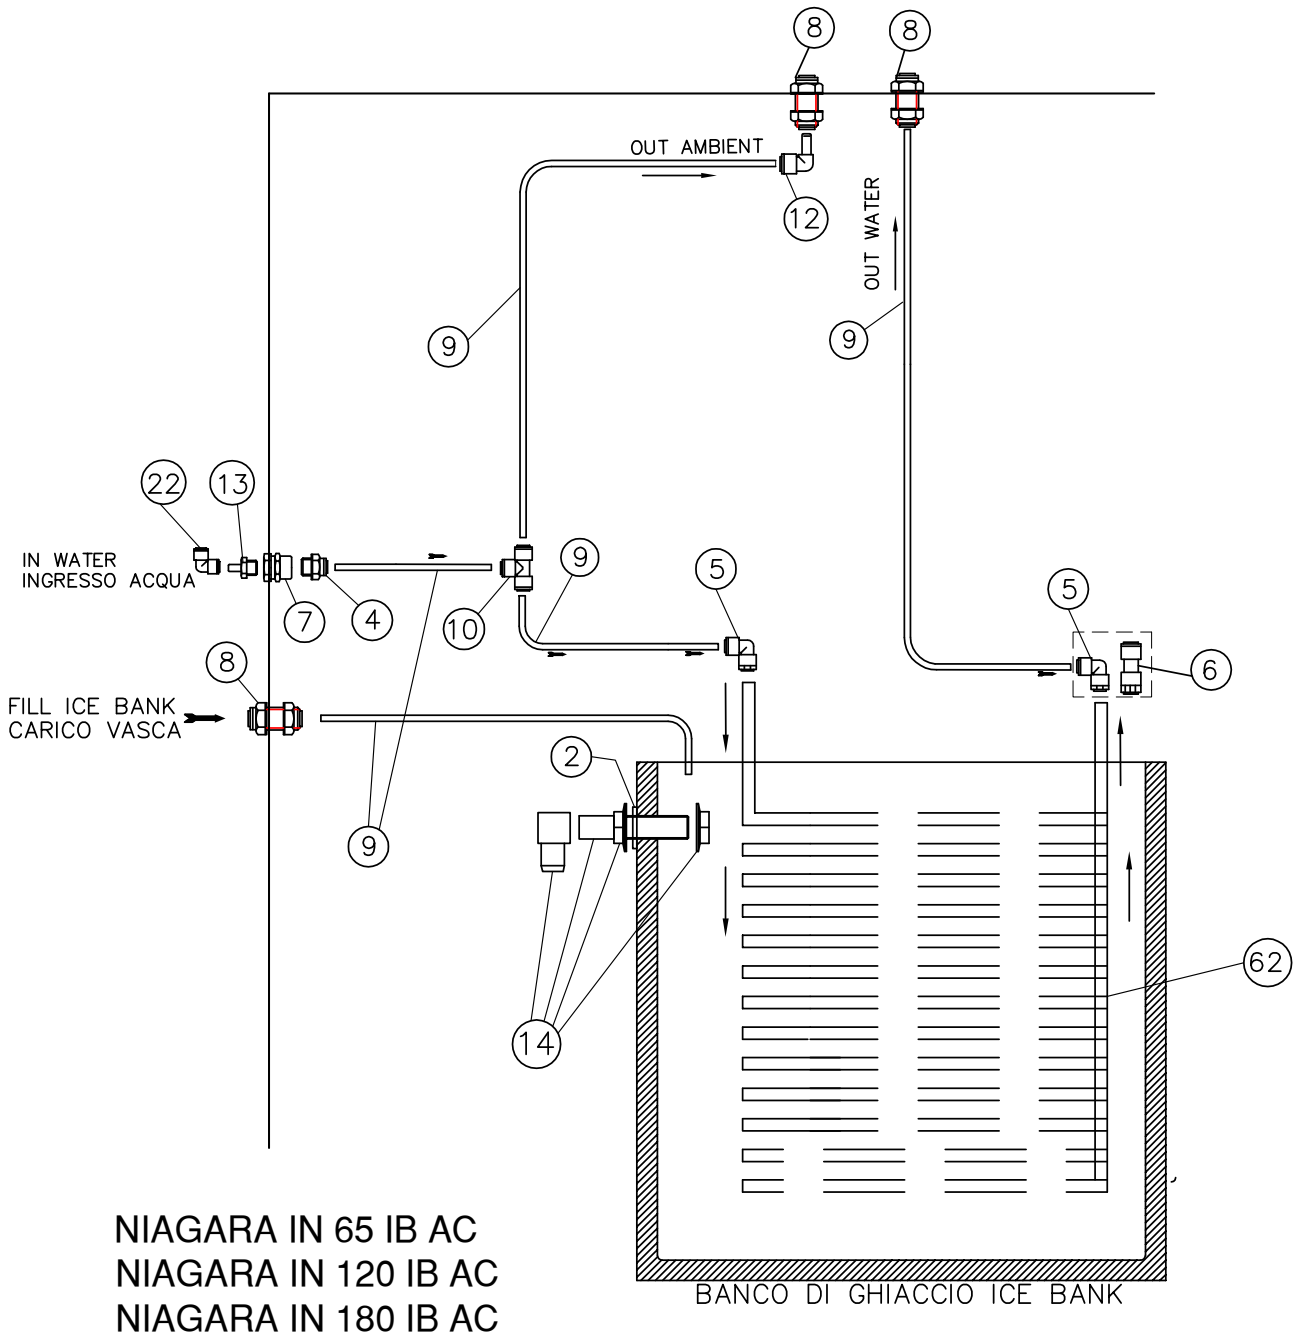 8
8
OUT AMBIENT
12
OUT WATER
9
9
22
13
IN WATER
INGRESSO ACQUA
9
5
5
7
4
10
6
8
FILL ICE BANK
CARICO VASCA
2
9
62
14
NIAGARA IN 65 IB AC
NIAGARA IN 120 IB AC
NIAGARA IN 180 IB AC
BANCO DI GHIACCIO ICE BANK